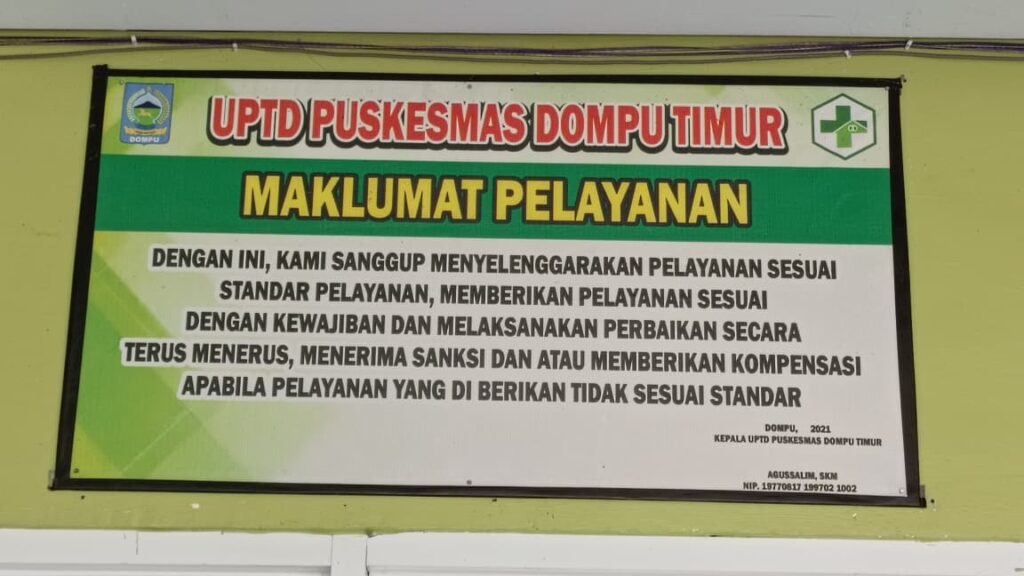 UPTD PUSKESMAS DOMPU TIMUR
DOMPU
MAKLUMAT PELAYANAN
DENGAN INI, KAMI SANGGUP MENYELENGGARAKAN PELAYANAN SESUAI
STANDAR PELAYANAN, MEMBERIKAN PELAYANAN SESUAI
DENGAN KEWAJIBAN DAN MELAKSANAKAN PERBAIKAN SECARA
TERUS MENERUS, MENERIMA SANKSI DAN ATAU MEMBERIKAN KOMPENSASI
APABILA PELAYANAN YANG DI BERIKAN TIDAK SESUAI STANDAR
DOMPU, 2021
KEPALA UPTD PUSKESMAS DOMPU TIMUR
AGUSSALIM, SKM
NIP. 19770817 199702 1002